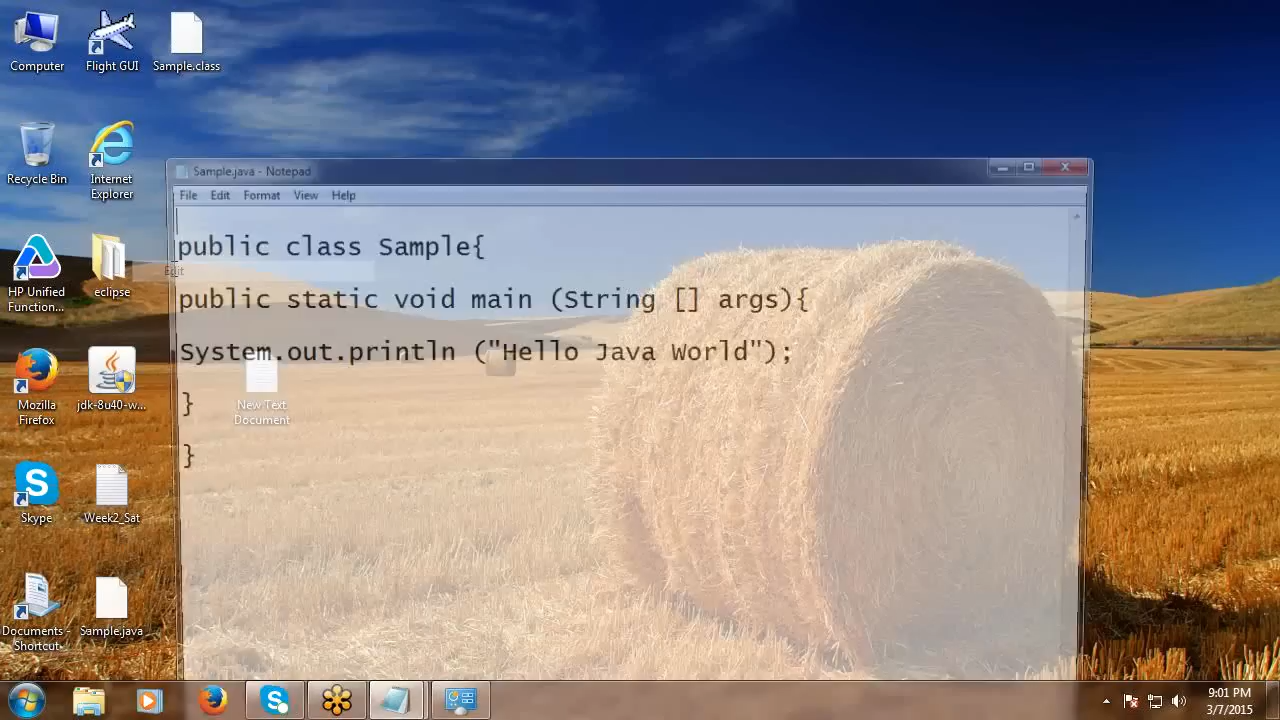 Computer
Flight GUI
Sample.class
Recycle Bin
Internet
Explorer
HP Unified
Function...
eclipse
Mozilla
Firefox
jdk-8u40-w...
New Text
Document
Skype
Week2_Sat
Documents -
Shortcut
Sample.java
Sample.java - Notepad
File Edit Format View Help
Edit
public class Sample{
public static void main (String [] args){
System.out.println ("Hello Java World");
}
}
9:01 PM
3/7/2015